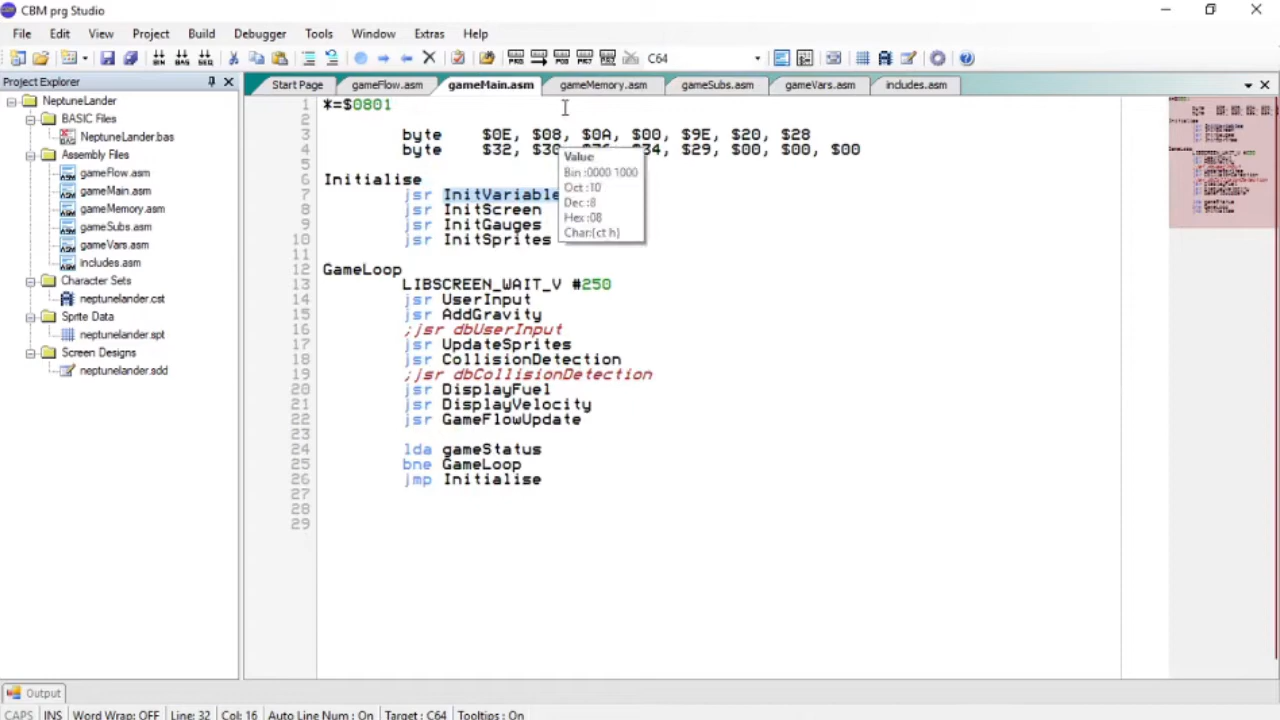 CBM prg Studio
File Edit View Project Build Debugger Tools Window Extras Help
C64
Project Explorer
NeptuneLander
BASIC Files
NeptuneLander.bas
Assembly Files
gameFlow.asm
gameMain.asm
gameMemory.asm
gameSubs.asm
gameVars.asm
includes.asm
Character Sets
neptunelander.cst
Sprite Data
neptunelander.spt
Screen Designs
neptunelander.sdd
Start Page gameFlow.asm gameMain.asm gameMemory.asm gameSubs.asm gameVars.asm includes.asm
1 *=$0801
2
3 byte $0E, $08, $0A, $00, $9E, $20, $28
4 byte $32, $34, $29, $00, $00, $00
5
6 Initialise
7 jsr InitVariable
8 jsr InitScreen
9 jsr InitGauges
10 jsr InitSprites
11
12 GameLoop
13 LIBSCREEN_WAIT_V #250
14 jsr UserInput
15 jsr AddGravity
16 ;jsr dbUserInput
17 jsr UpdateSprites
18 jsr CollisionDetection
19 ;jsr dbCollisionDetection
20 jsr DisplayFuel
21 jsr DisplayVelocity
22 jsr GameFlowUpdate
23
24 lda gameStatus
25 bne GameLoop
26 jmp Initialise
27
28
29
Value
Bin :0000 1000
Oct :10
Dec :8
Hex :08
Char:(ct h)
Output
CAPS INS Word Wrap: OFF Line: 32 Col: 16 Auto Line Num : On Target : C64 Tooltips : On